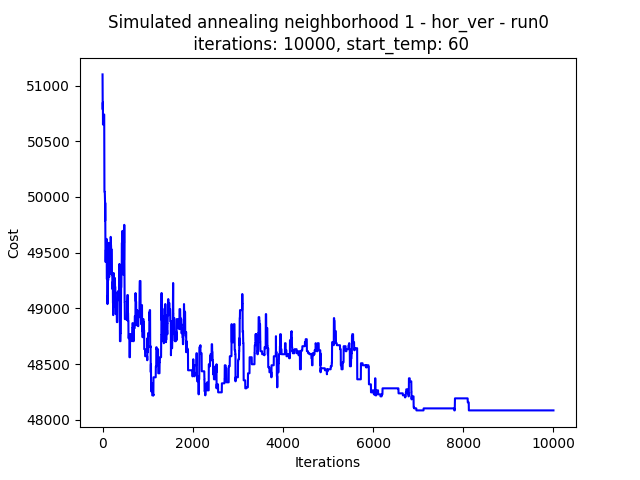 Simulated annealing neighborhood 1 - hor_ver - run0
iterations: 10000, start_temp: 60
51000
50500
50000
49500
49000
48500
48000
Cost
0 2000 4000 6000 8000 10000
Iterations